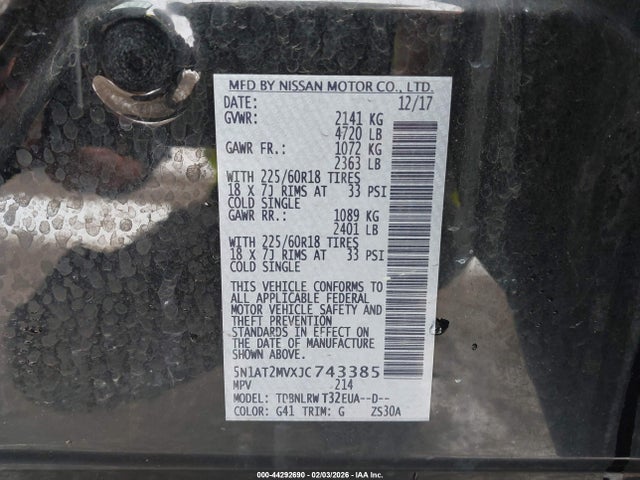 MFD BY NISSAN MOTOR CO., LTD.
DATE: 12/17
GVWR: 2141 KG
4720 LB
GAWR FR.: 1072 KG
2363 LB
WITH 225/60R18 TIRES
18 X 7J RIMS AT 33 PSI
COLD SINGLE
GAWR RR.: 1089 KG
2401 LB
WITH 225/60R18 TIRES
18 X 7J RIMS AT 33 PSI
COLD SINGLE
THIS VEHICLE CONFORMS TO
ALL APPLICABLE FEDERAL
MOTOR VEHICLE SAFETY AND
THEFT PREVENTION
STANDARDS IN EFFECT ON
THE DATE OF MANUFACTURE
SHOWN ABOVE.
5N1AT2MVXJC743385
MPV 214
MODEL: TDBNLRW T32EUA--D--
COLOR: G41 TRIM: G ZS30A
000-44292690 - 02/03/2026 - IAA Corp.